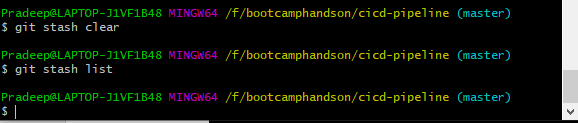 Pradeep@LAPTOP-J1VF1B48 MINGW64 /f/bootcamphandson/cicd-pipeline (master)
$ git stash clear
Pradeep@LAPTOP-J1VF1B48 MINGW64 /f/bootcamphandson/cicd-pipeline (master)
$ git stash list
Pradeep@LAPTOP-J1VF1B48 MINGW64 /f/bootcamphandson/cicd-pipeline (master)
$